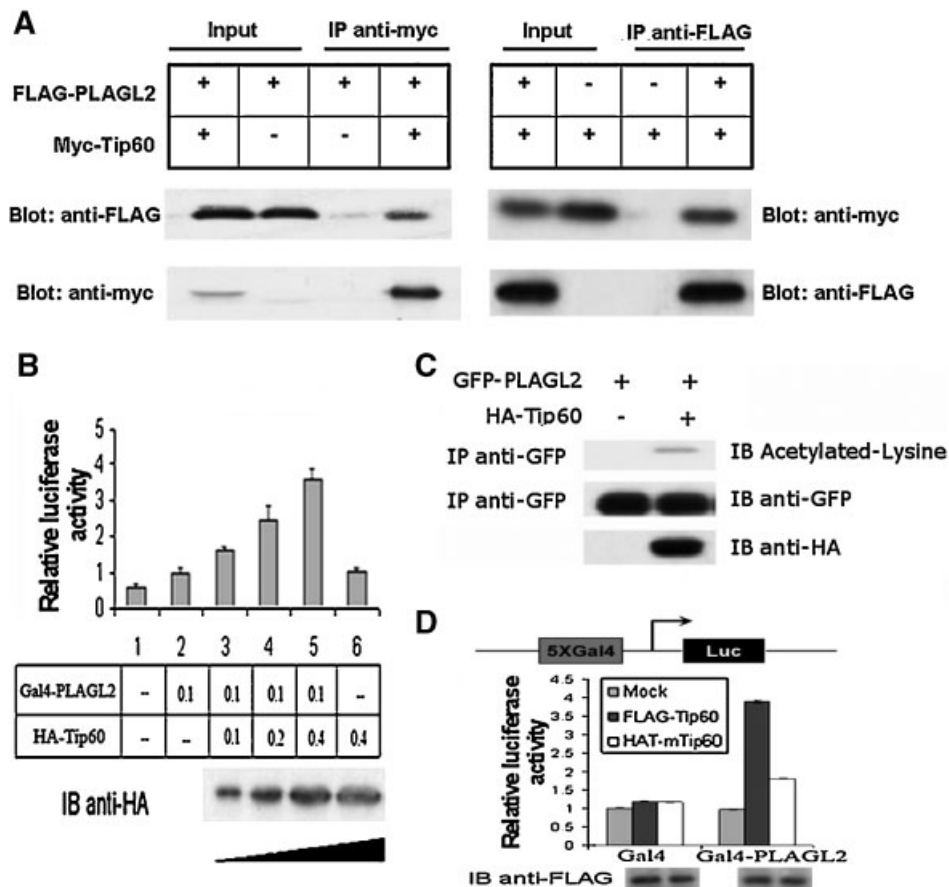 A
Input IP anti-myc Input IP anti-FLAG
FLAG-PLAGL2 + + + + + - - +
Myc-Tip60 + - - + + + + +
Blot: anti-FLAG Blot: anti-myc
Blot: anti-myc Blot: anti-FLAG
B
Relative luciferase activity
5
4
3
2
1
0
1 2 3 4 5 6
Gal4-PLAGL2 -- 0.1 0.1 0.1 0.1 --
HA-Tip60 -- -- 0.1 0.2 0.4 0.4
IB anti-HA
C
GFP-PLAGL2 + +
HA-Tip60 - +
IP anti-GFP IB Acetylated-Lysine
IP anti-GFP IB anti-GFP
IB anti-HA
D
5XGal4 Luc
Relative luciferase activity
4.5
4
3.5
3
2.5
2
1.5
1
0.5
0
Mock
FLAG-Tip60
HAT-mTip60
Gal4 Gal4-PLAGL2
IB anti-FLAG